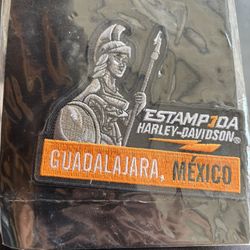 ESTAMP1DA
HARLEY-DAVIDSON®
GUADALAJARA, MÉXICO